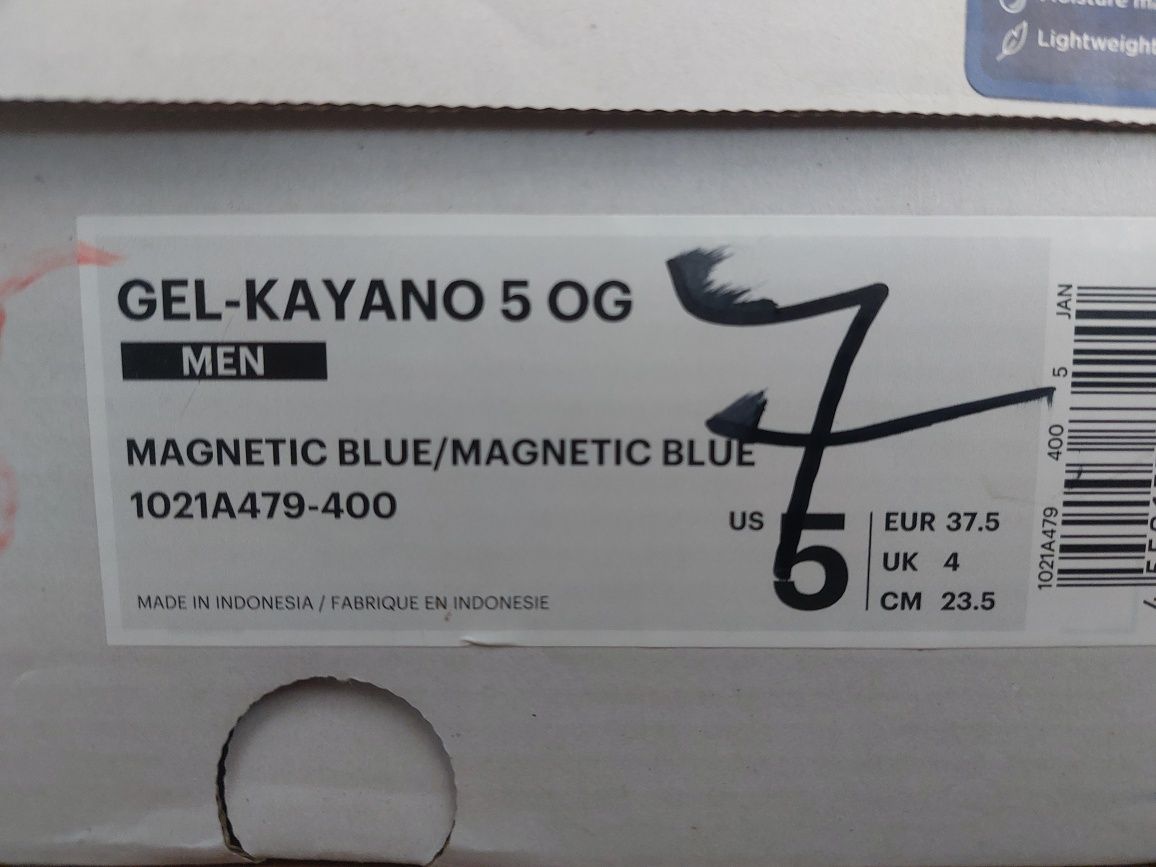 Lightweight
GEL-KAYANO 5 OG
MEN
7
MAGNETIC BLUE/MAGNETIC BLUE
1021A479-400
US 5
EUR 37.5
UK 4
CM 23.5
MADE IN INDONESIA / FABRIQUE EN INDONESIE
1021A479 400 5 JAN